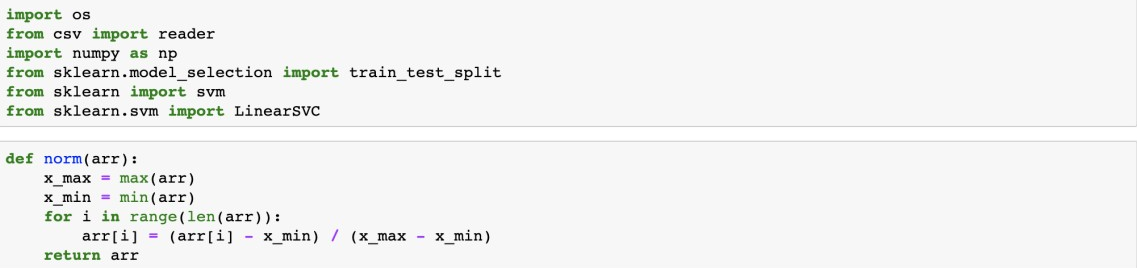 import os
from csv import reader
import numpy as np
from sklearn.model_selection import train_test_split
from sklearn import svm
from sklearn.svm import LinearSVC
def norm(arr):
    x_max = max(arr)
    x_min = min(arr)
    for i in range(len(arr)):
        arr[i] = (arr[i] - x_min) / (x_max - x_min)
    return arr